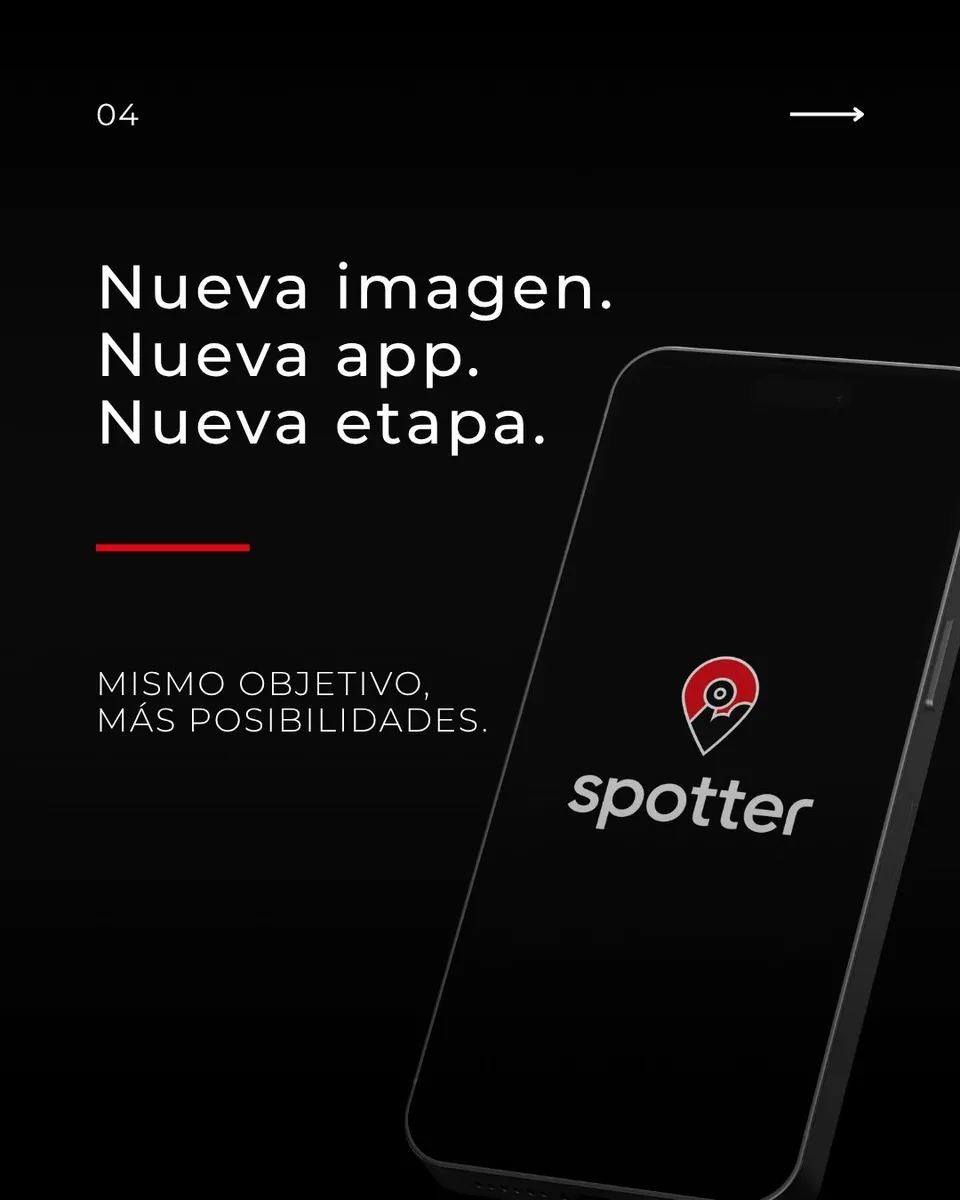 04
Nueva imagen.
Nueva app.
Nueva etapa.
MISMO OBJETIVO,
MÁS POSIBILIDADES.
spotter